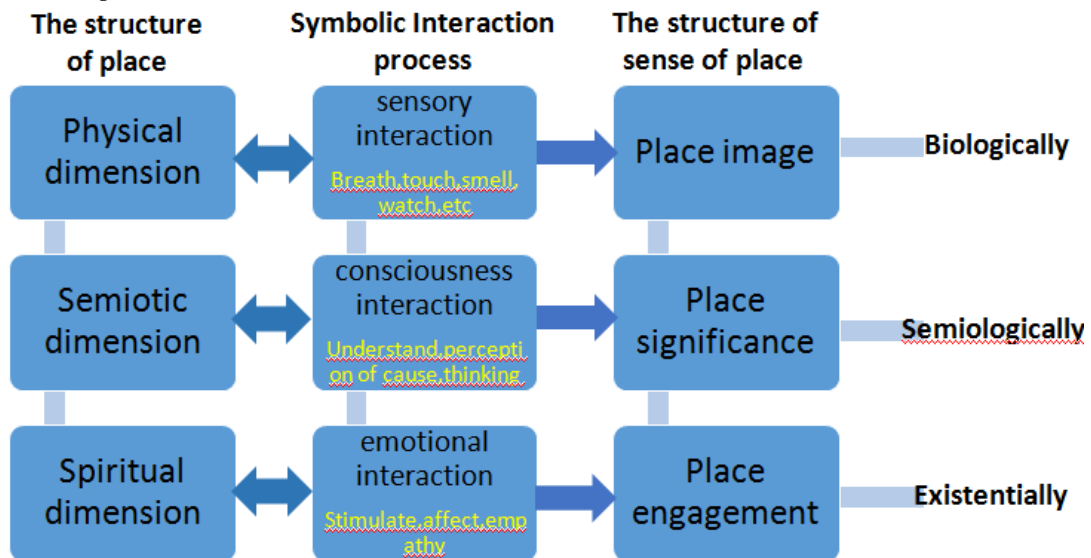 The structure
of place
Symbolic Interaction
process
The structure of
sense of place
Physical
dimension
sensory
interaction
Breath,touch,smell,
watch,etc
Place image
Biologically
Semiotic
dimension
consciousness
interaction
Understand,percepti
on of cause,thinking
Place
significance
Semiologically
Spiritual
dimension
emotional
interaction
Stimulate,affect,emp
athy
Place
engagement
Existentially